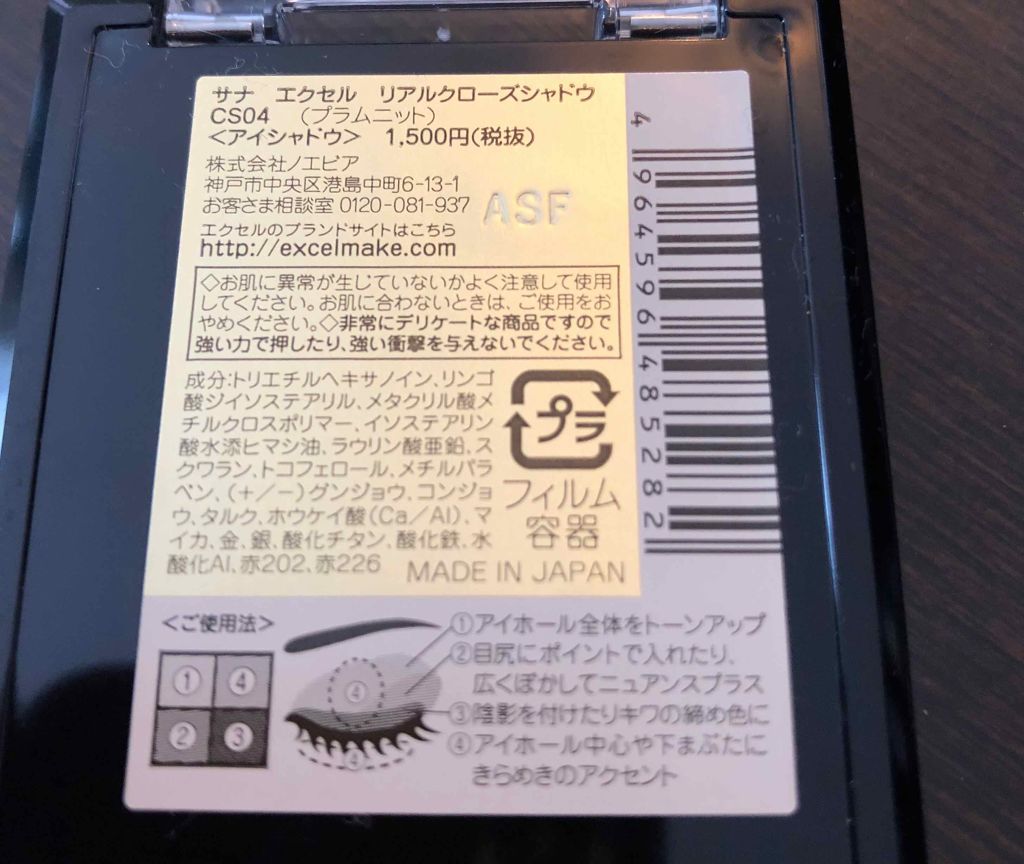 サナ　エクセル　リアルクローズシャドウ
CS04　（プラムニット）
＜アイシャドウ＞　1,500円(税抜)
株式会社ノエビア
神戸市中央区港島中町6-13-1
お客さま相談室 0120-081-937
ASF
エクセルのブランドサイトはこちら
http://excelmake.com
◇お肌に異常が生じていないかよく注意して使用
してください。お肌に合わないときは、ご使用をお
やめください。◇非常にデリケートな商品ですので
強い力で押したり、強い衝撃を与えないでください。
成分:トリエチルヘキサノイン、リンゴ
酸ジイソステアリル、メタクリル酸メ
チルクロスポリマー、イソステアリン
酸水添ヒマシ油、ラウリン酸亜鉛、ス
クワラン、トコフェロール、メチルパラ
ベン、(＋/−)グンジョウ、コンジョ
ウ、タルク、ホウケイ酸(Ca/Al)、マ
イカ、金、銀、酸化チタン、酸化鉄、水
酸化Al、赤202、赤226
プラ
フィルム
容器
MADE IN JAPAN
4 964596 485282
＜ご使用法＞
① ④
② ③
④
④
①アイホール全体をトーンアップ
②目尻にポイントで入れたり、
広くぼかしてニュアンスプラス
③陰影を付けたりキワの締め色に
④アイホール中心や下まぶたに
きらめきのアクセント